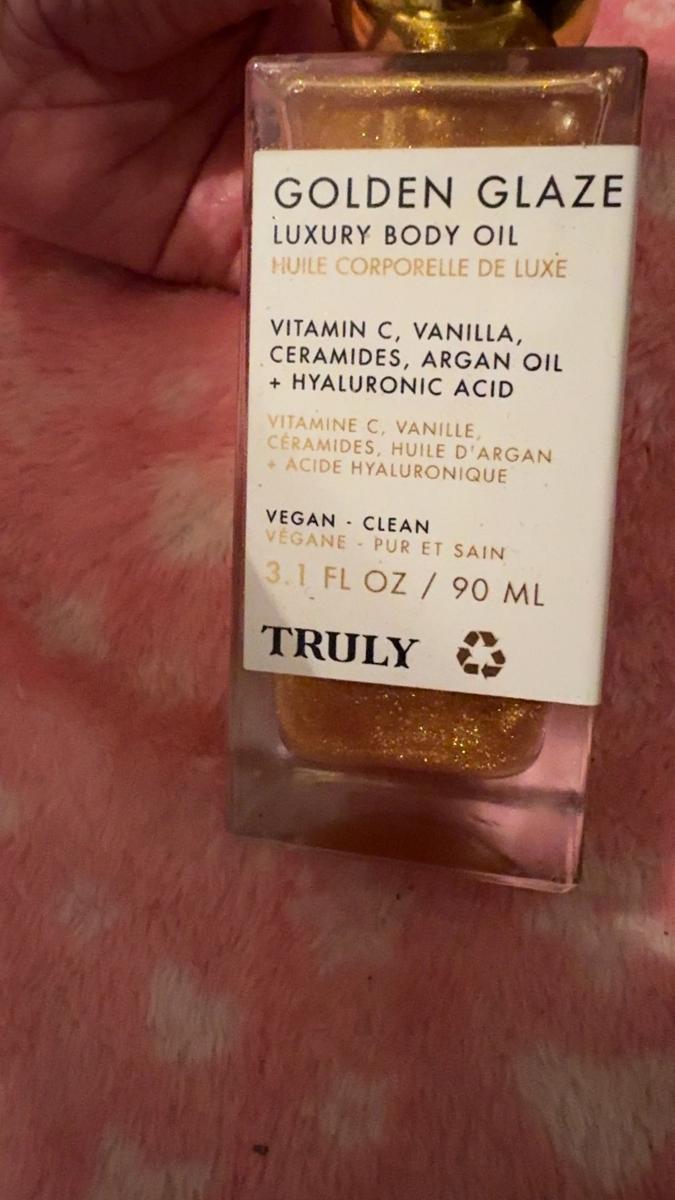 GOLDEN GLAZE
LUXURY BODY OIL
HUILE CORPORELLE DE LUXE
VITAMIN C, VANILLA,
CERAMIDES, ARGAN OIL
+ HYALURONIC ACID
VITAMINE C, VANILLE,
CÉRAMIDES, HUILE D'ARGAN
+ ACIDE HYALURONIQUE
VEGAN - CLEAN
VÉGANE - PUR ET SAIN
3.1 FL OZ / 90 ML
TRULY